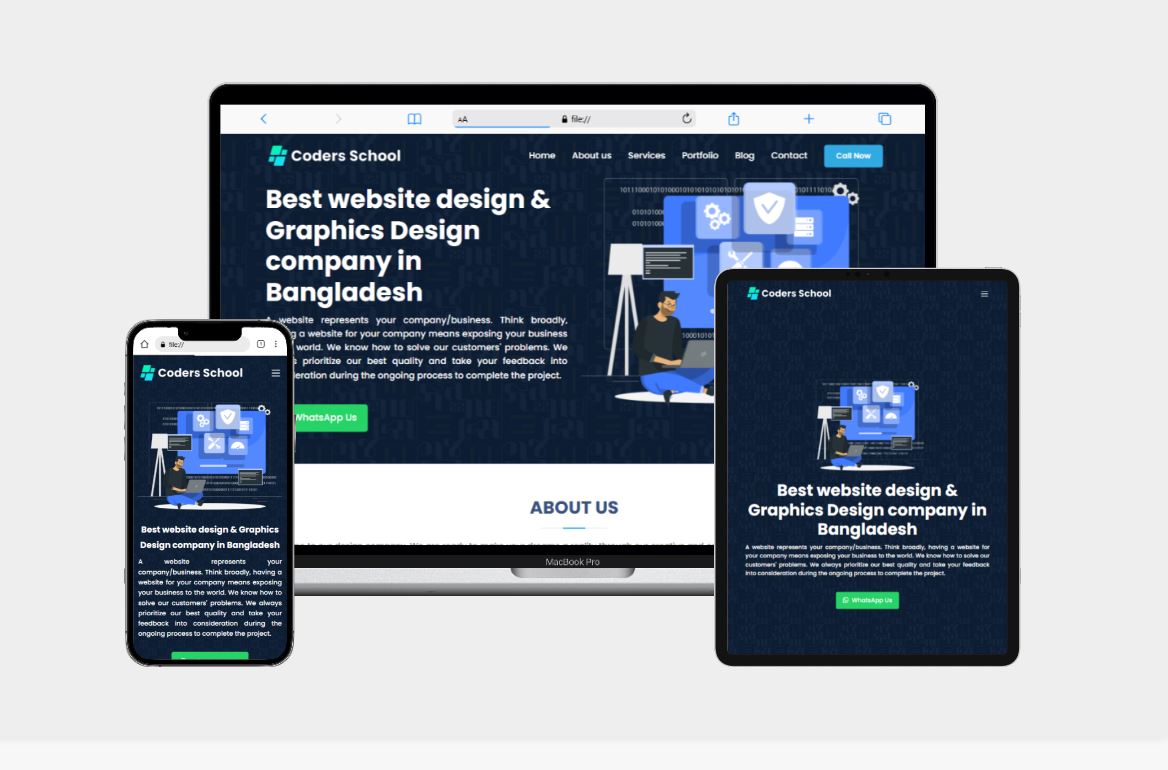 AA
file://
Coders School
Home About us Services Portfolio Blog Contact Call Now
Best website design &
Graphics Design
company in
Bangladesh
website represents your company/business. Think broadly,
a website for your company means exposing your business
world. We know how to solve our customers' problems. We
prioritize our best quality and take your feedback into
during the ongoing process to complete the project.
WhatsApp Us
ABOUT US
MacBook Pro
file://
1
Coders School
Best website design & Graphics
Design company in Bangladesh
A website represents your
company/business. Think broadly, having a
website for your company means exposing
your business to the world. We know how to
solve our customers' problems. We always
prioritize our best quality and take your
feedback into consideration during the
ongoing process to complete the project.
Coders School
Best website design &
Graphics Design company in
Bangladesh
A website represents your company/business. Think broadly, having a website for
your company means exposing your business to the world. We know how to solve our
customers' problems. We always prioritize our best quality and take your feedback
into consideration during the ongoing process to complete the project.
WhatsApp Us